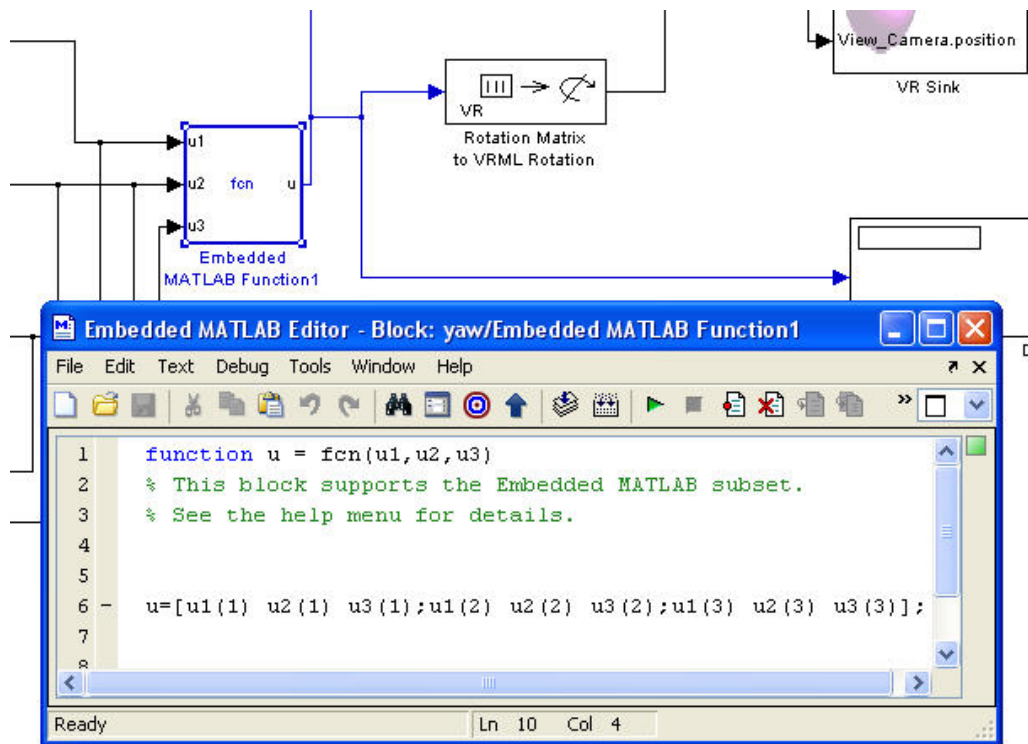 View_Camera.position
VR Sink
VR
Rotation Matrix
to VRML Rotation
u1
u2 fcn u
u3
Embedded
MATLAB Function1
Embedded MATLAB Editor - Block: yaw/Embedded MATLAB Function1
File Edit Text Debug Tools Window Help
1 function u = fcn(u1,u2,u3)
2 % This block supports the Embedded MATLAB subset.
3 % See the help menu for details.
4
5
6 – u=[u1(1) u2(1) u3(1);u1(2) u2(2) u3(2);u1(3) u2(3) u3(3)];
7
8
Ready Ln 10 Col 4